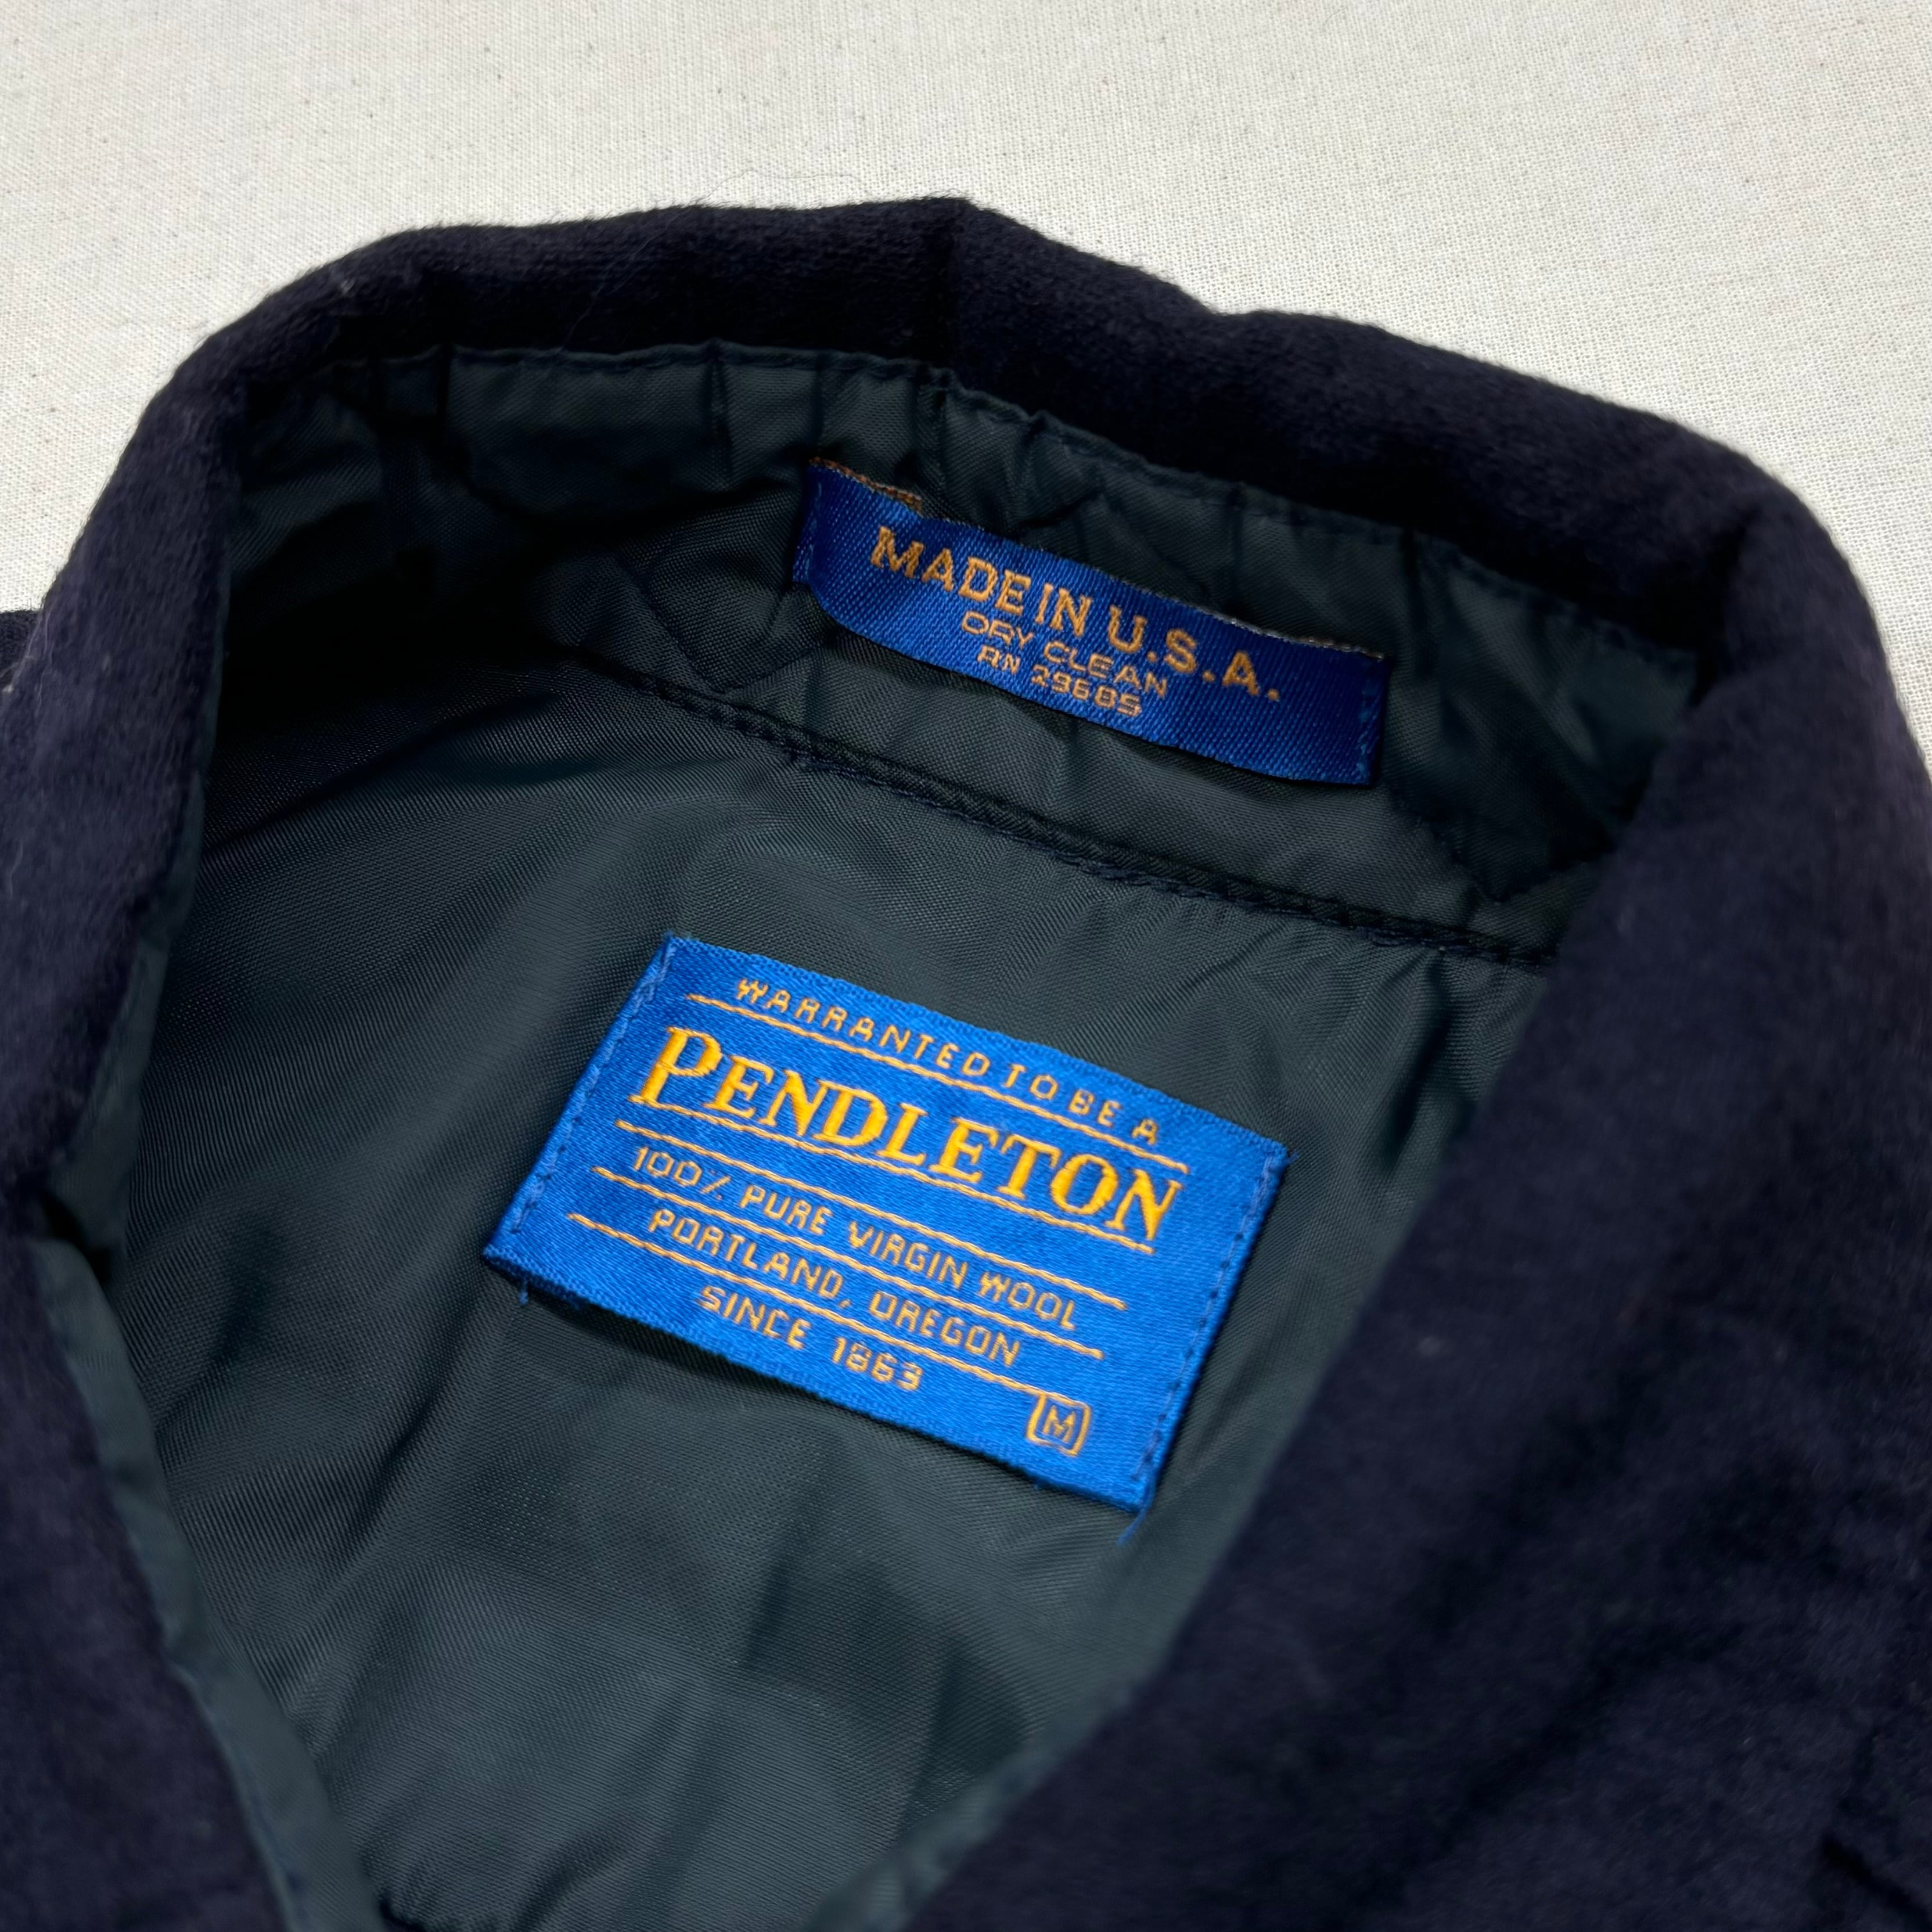 MADE IN U.S.A.
DRY CLEAN
RN 29685
WARRANTED TO BE A
PENDLETON
100% PURE VIRGIN WOOL
PORTLAND, OREGON
SINCE 1863
M